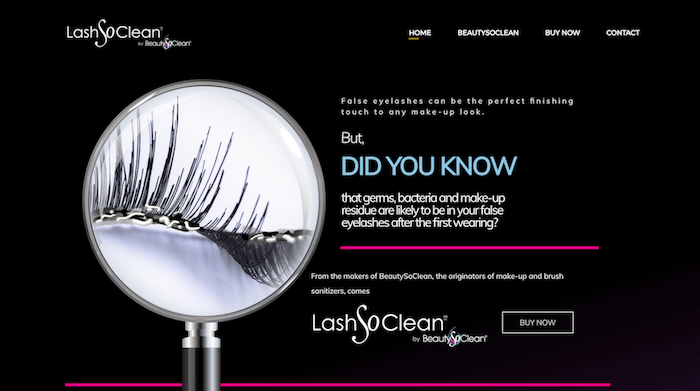 LashSoClean™
by BeautySoClean®
HOME BEAUTYSOCLEAN BUY NOW CONTACT
False eyelashes can be the perfect finishing
touch to any make-up look.
But,
DID YOU KNOW
that germs, bacteria and make-up
residue are likely to be in your false
eyelashes after the first wearing?
From the makers of BeautySoClean, the originators of make-up and brush
sanitizers, comes
LashSoClean™
by BeautySoClean®
BUY NOW